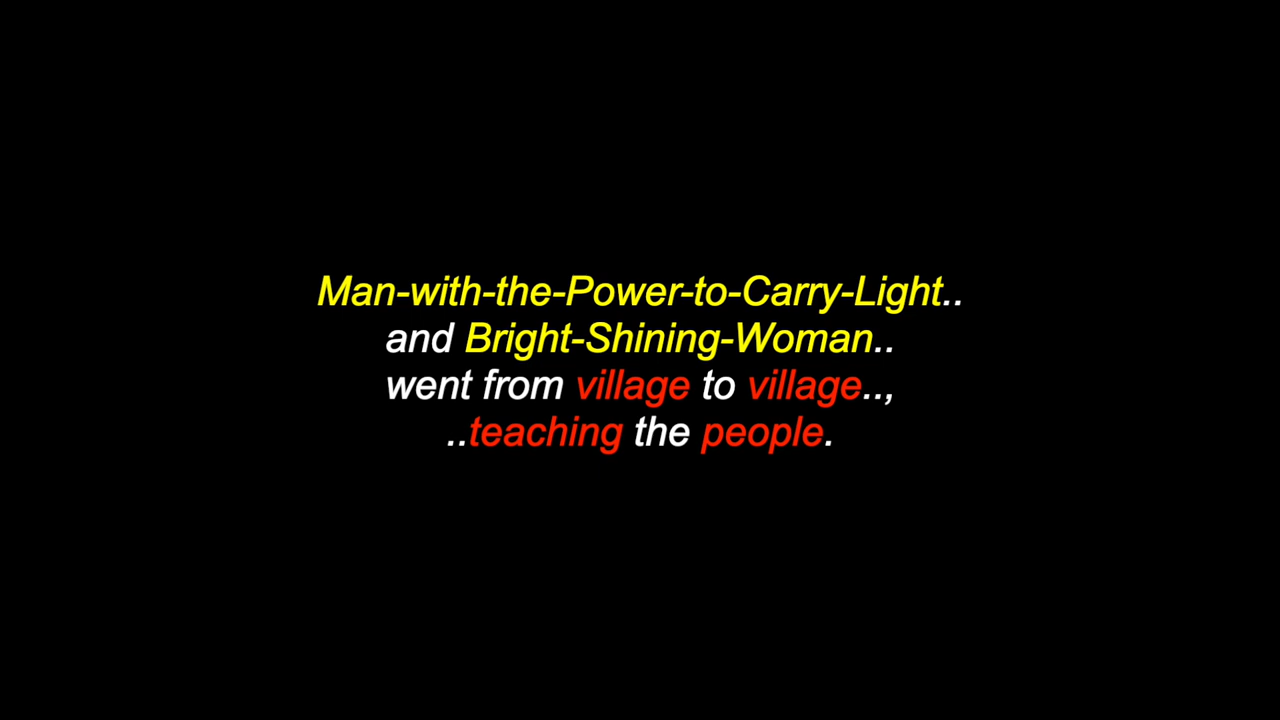 Man-with-the-Power-to-Carry-Light..
and Bright-Shining-Woman..
went from village to village..,
..teaching the people.